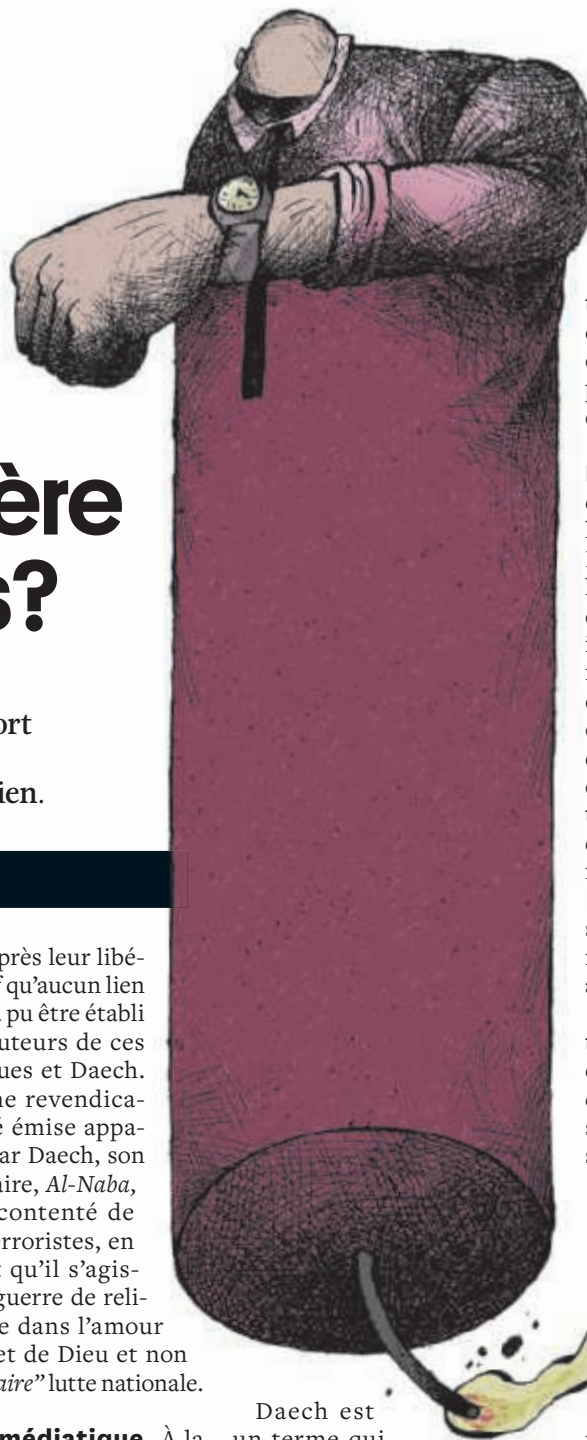 ère
s?
ort
ien.
près leur libé-
f qu’aucun lien
pu être établi
uteurs de ces
ues et Daech.
ne revendica-
é émise appa-
ar Daech, son
aire, Al-Naba,
contenté de
rroristes, en
t qu’il s’agis-
guerre de reli-
e dans l’amour
et de Dieu et non
aire” lutte nationale.
médiatique. À la
Daech est
un terme qui